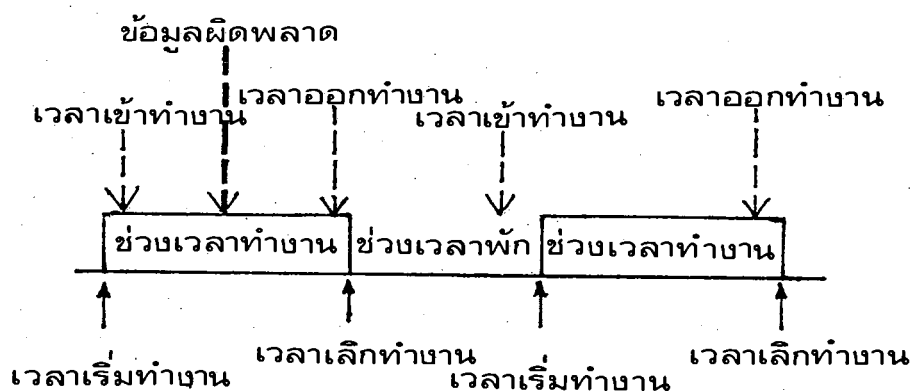 ข้อมูลผิดพลาด
เวลาเข้าทำงาน เวลาออกทำงาน เวลาเข้าทำงาน เวลาออกทำงาน
ช่วงเวลาทำงาน ช่วงเวลาพัก ช่วงเวลาทำงาน
เวลาเริ่มทำงาน เวลาเลิกทำงาน เวลาเริ่มทำงาน เวลาเลิกทำงาน